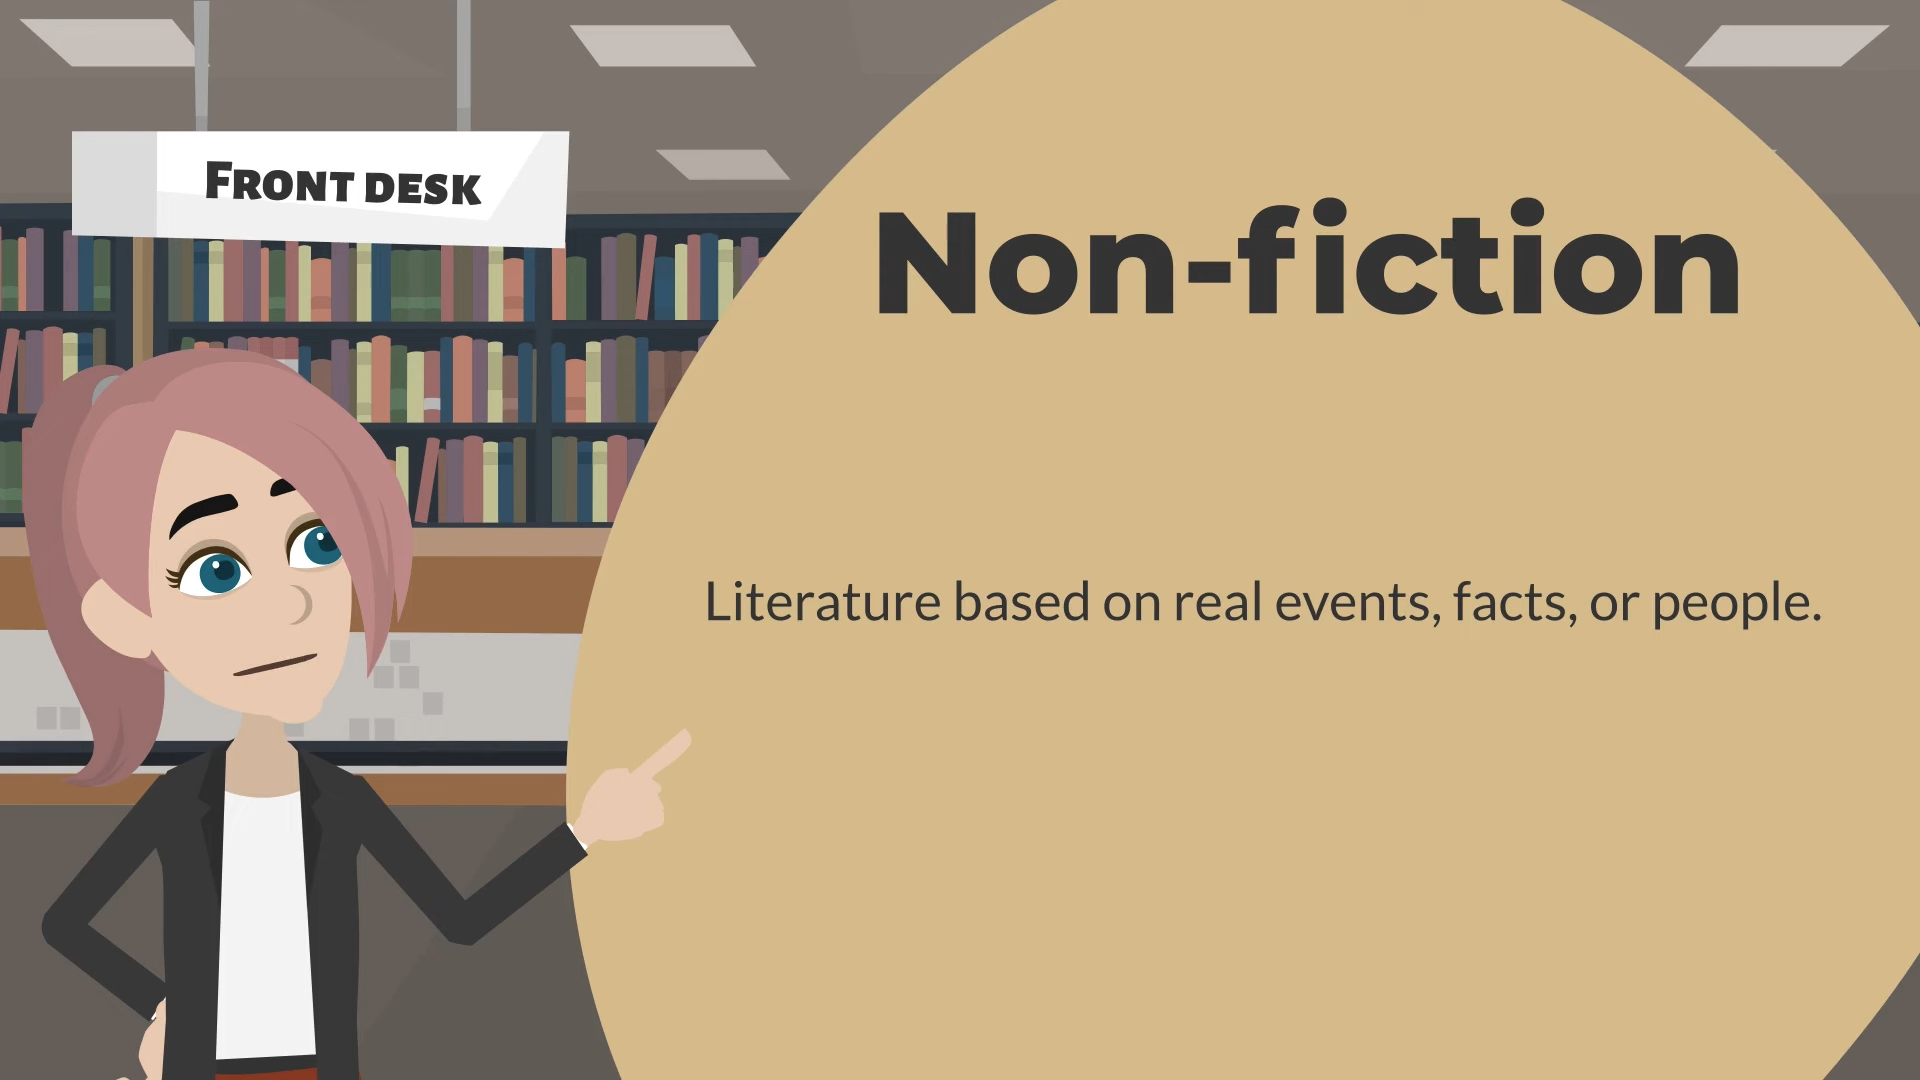 FRONT DESK
Non-fiction
Literature based on real events, facts, or people.